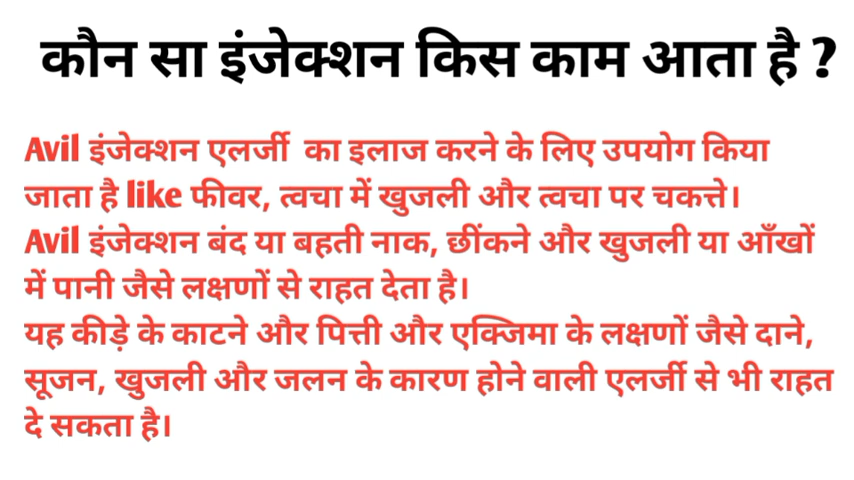 कौन सा इंजेक्शन किस काम आता है ?
Avil इंजेक्शन एलर्जी का इलाज करने के लिए उपयोग किया
जाता है like फीवर, त्वचा में खुजली और त्वचा पर चकत्ते।
Avil इंजेक्शन बंद या बहती नाक, छींकने और खुजली या आँखों
में पानी जैसे लक्षणों से राहत देता है।
यह कीड़े के काटने और पित्ती और एक्जिमा के लक्षणों जैसे दाने,
सूजन, खुजली और जलन के कारण होने वाली एलर्जी से भी राहत
दे सकता है।